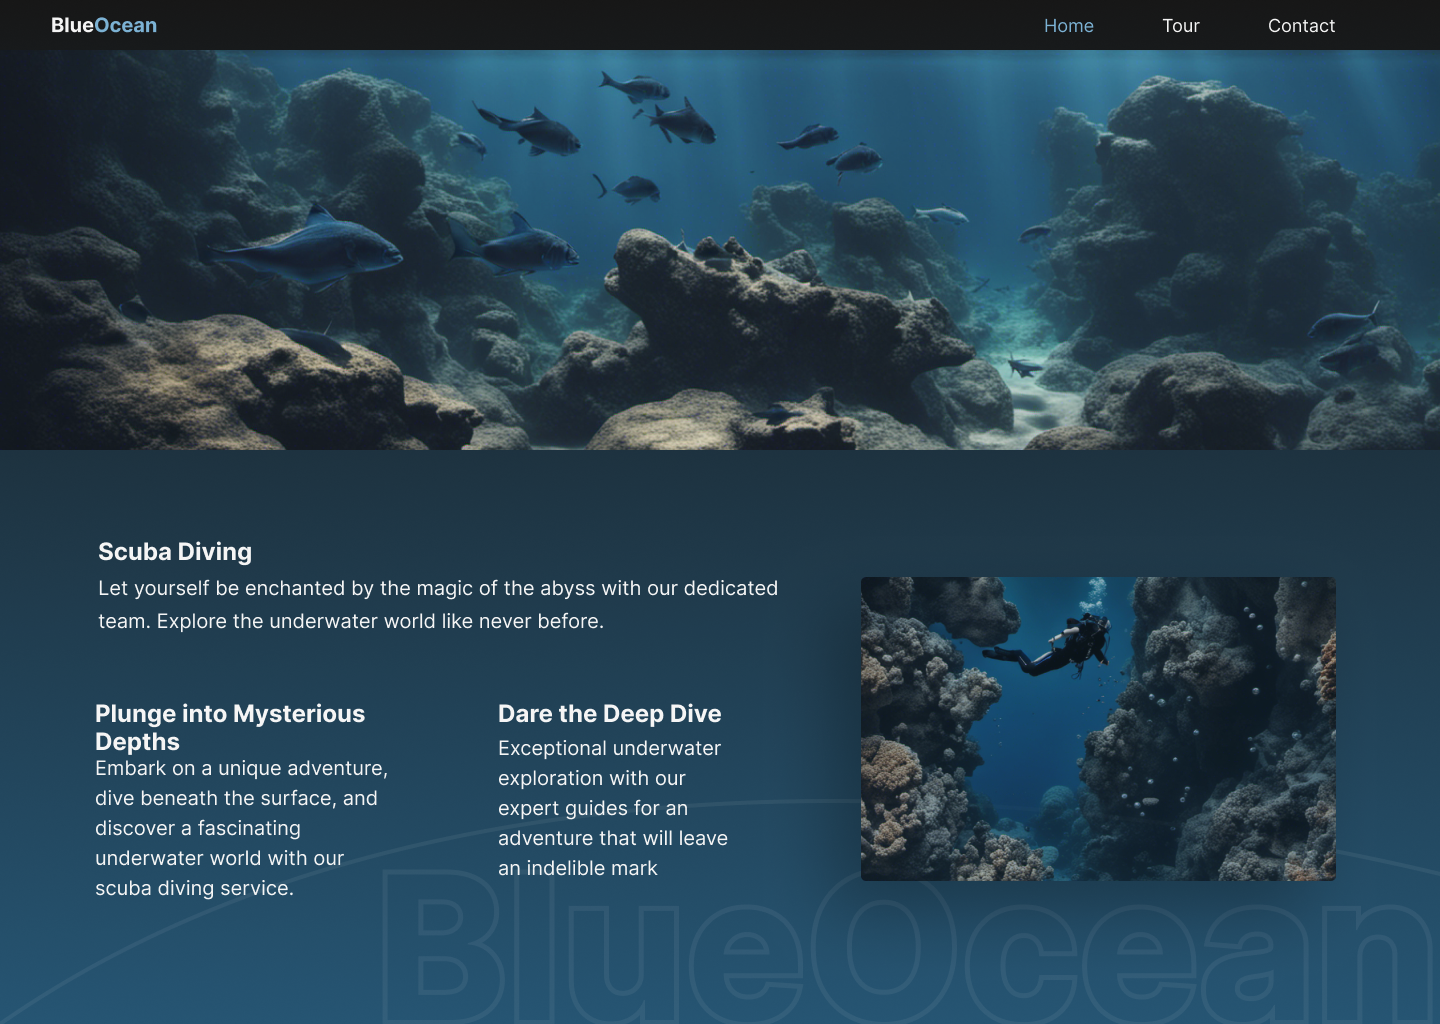 BlueOcean
Home Tour Contact
Scuba Diving
Let yourself be enchanted by the magic of the abyss with our dedicated
team. Explore the underwater world like never before.
Plunge into Mysterious
Depths
Embark on a unique adventure,
dive beneath the surface, and
discover a fascinating
underwater world with our
scuba diving service.
Dare the Deep Dive
Exceptional underwater
exploration with our
expert guides for an
adventure that will leave
an indelible mark
BlueOcean